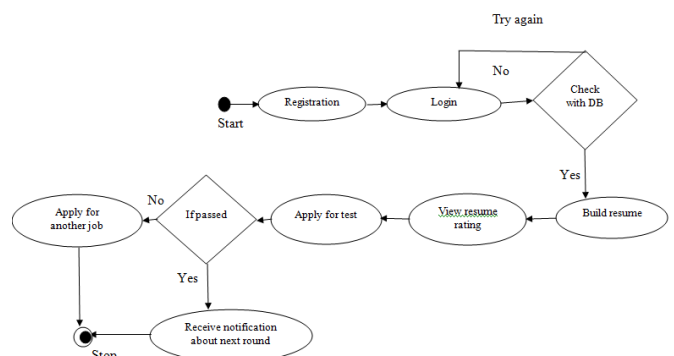 Try again
No
Check
with DB
Registration
Login
Start
Yes
No
Apply for
another job
If passed
Apply for test
View resume
rating
Build resume
Yes
Receive notification
about next round
Stop